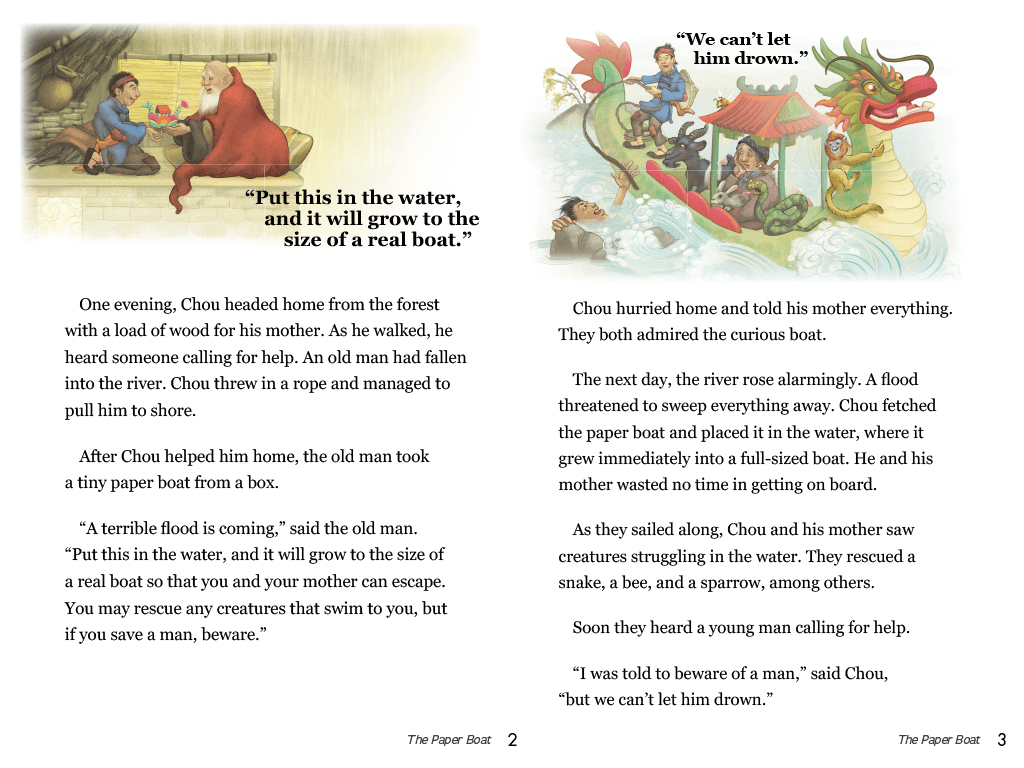 “Put this in the water,
and it will grow to the
size of a real boat.”
One evening, Chou headed home from the forest
with a load of wood for his mother. As he walked, he
heard someone calling for help. An old man had fallen
into the river. Chou threw in a rope and managed to
pull him to shore.
After Chou helped him home, the old man took
a tiny paper boat from a box.
“A terrible flood is coming,” said the old man.
“Put this in the water, and it will grow to the size of
a real boat so that you and your mother can escape.
You may rescue any creatures that swim to you, but
if you save a man, beware.”
The Paper Boat 2
“We can’t let
him drown.”
Chou hurried home and told his mother everything.
They both admired the curious boat.
The next day, the river rose alarmingly. A flood
threatened to sweep everything away. Chou fetched
the paper boat and placed it in the water, where it
grew immediately into a full-sized boat. He and his
mother wasted no time in getting on board.
As they sailed along, Chou and his mother saw
creatures struggling in the water. They rescued a
snake, a bee, and a sparrow, among others.
Soon they heard a young man calling for help.
“I was told to beware of a man,” said Chou,
“but we can’t let him drown.”
The Paper Boat 3